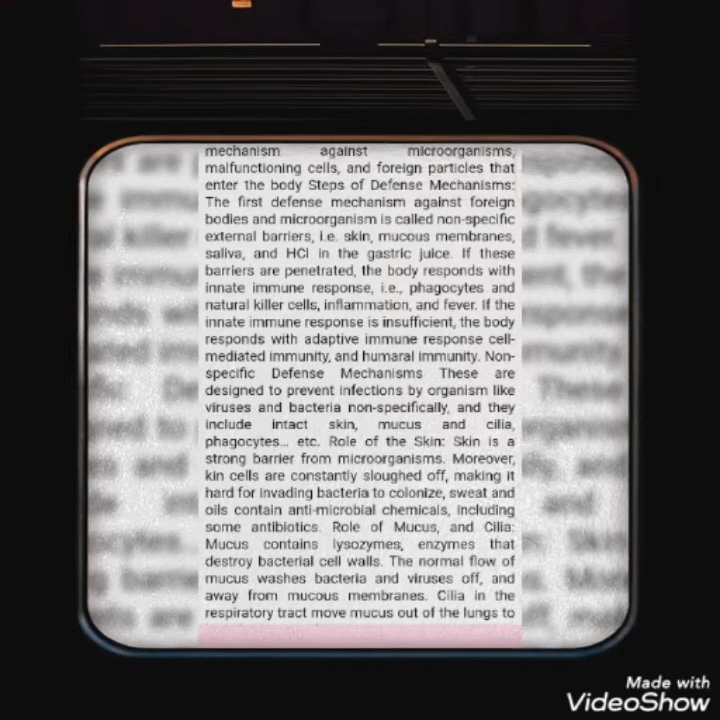 mechanism against microorganisms,
malfunctioning cells, and foreign particles that
enter the body Steps of Defense Mechanisms:
The first defense mechanism against foreign
bodies and microorganism is called non-specific
external barriers, i.e. skin, mucous membranes,
saliva, and HCl in the gastric juice. If these
barriers are penetrated, the body responds with
innate immune response, i.e., phagocytes and
natural killer cells, inflammation, and fever. If the
innate immune response is insufficient, the body
responds with adaptive immune response cell-
mediated immunity, and humaral immunity. Non-
specific Defense Mechanisms These are
designed to prevent infections by organism like
viruses and bacteria non-specifically, and they
include intact skin, mucus and cilia,
phagocytes... etc. Role of the Skin: Skin is a
strong barrier from microorganisms. Moreover,
kin cells are constantly sloughed off, making it
hard for invading bacteria to colonize, sweat and
oils contain anti-microbial chemicals, including
some antibiotics. Role of Mucus, and Cilia:
Mucus contains lysozymes, enzymes that
destroy bacterial cell walls. The normal flow of
mucus washes bacteria and viruses off, and
away from mucous membranes. Cilia in the
respiratory tract move mucus out of the lungs to
Made with
VideoShow